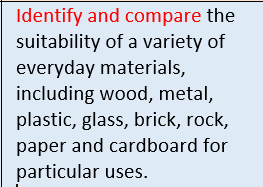 Identify and compare the
suitability of a variety of
everyday materials,
including wood, metal,
plastic, glass, brick, rock,
paper and cardboard for
particular uses.